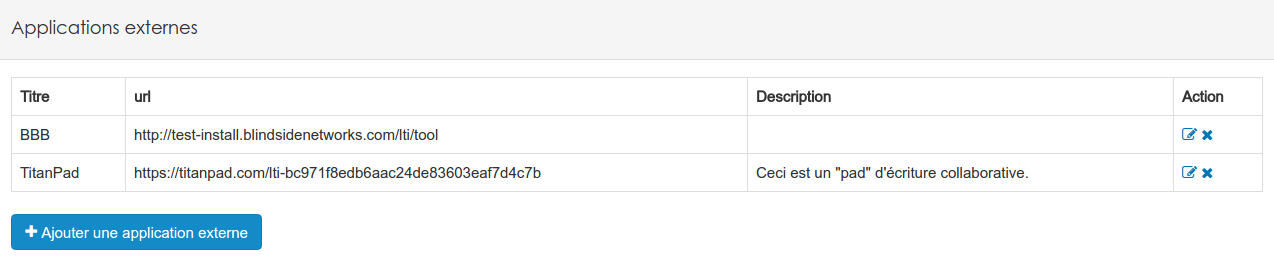 Applications externes
Titre url Description Action
BBB http://test-install.blindsidenetworks.com/lti/tool
TitanPad https://titanpad.com/lti-bc971f8edb6aac24de83603eaf7d4c7b Ceci est un "pad" d'écriture collaborative.
Ajouter une application externe